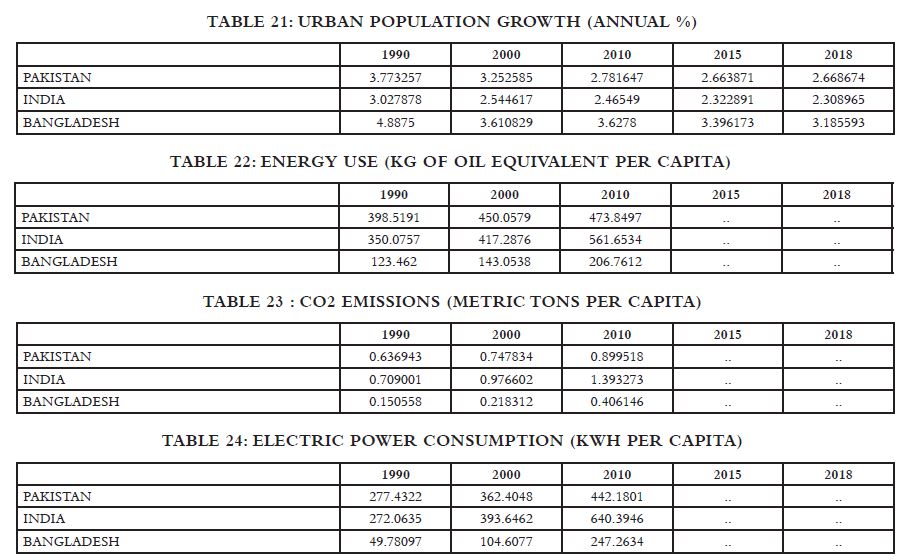 TABLE 21: URBAN POPULATION GROWTH (ANNUAL %)
1990 2000 2010 2015 2018
PAKISTAN 3.773257 3.252585 2.781647 2.663871 2.668674
INDIA 3.027878 2.544617 2.46549 2.322891 2.308965
BANGLADESH 4.8875 3.610829 3.6278 3.396173 3.185593
TABLE 22: ENERGY USE (KG OF OIL EQUIVALENT PER CAPITA)
1990 2000 2010 2015 2018
PAKISTAN 398.5191 450.0579 473.8497 .. ..
INDIA 350.0757 417.2876 561.6534 .. ..
BANGLADESH 123.462 143.0538 206.7612 .. ..
TABLE 23 : CO2 EMISSIONS (METRIC TONS PER CAPITA)
1990 2000 2010 2015 2018
PAKISTAN 0.636943 0.747834 0.899518 .. ..
INDIA 0.709001 0.976602 1.393273 .. ..
BANGLADESH 0.150558 0.218312 0.406146 .. ..
TABLE 24: ELECTRIC POWER CONSUMPTION (KWH PER CAPITA)
1990 2000 2010 2015 2018
PAKISTAN 277.4322 362.4048 442.1801 .. ..
INDIA 272.0635 393.6462 640.3946 .. ..
BANGLADESH 49.78097 104.6077 247.2634 .. ..